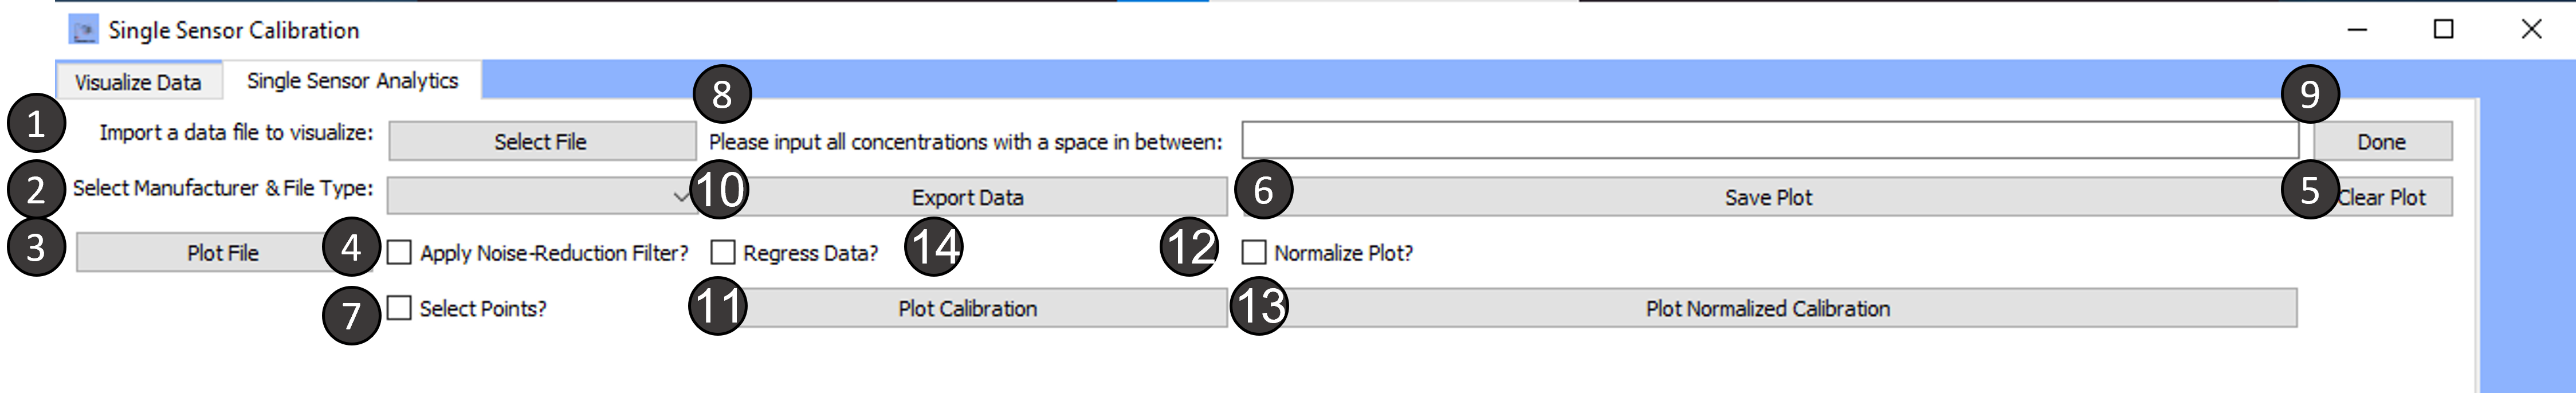 Single Sensor Calibration
Visualize Data Single Sensor Analytics
8 9
1 Import a data file to visualize: Select File Please input all concentrations with a space in between: Done
2 Select Manufacturer & File Type: 10 Export Data 6 Save Plot 5 Clear Plot
3 Plot File 4 Apply Noise-Reduction Filter? Regress Data? 14 12 Normalize Plot?
7 Select Points? 11 Plot Calibration 13 Plot Normalized Calibration